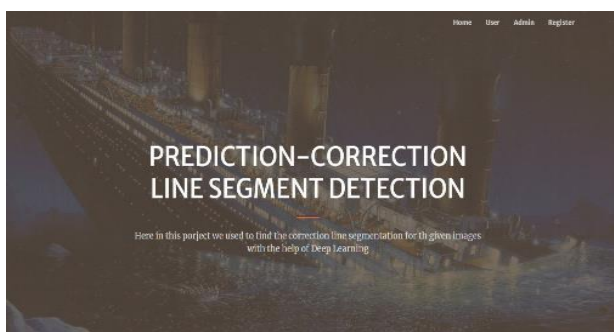 Home User Admin Register
PREDICTION-CORRECTION
LINE SEGMENT DETECTION
Here in this porject we used to find the correction line segmentation for th given images
with the help of Deep Learning